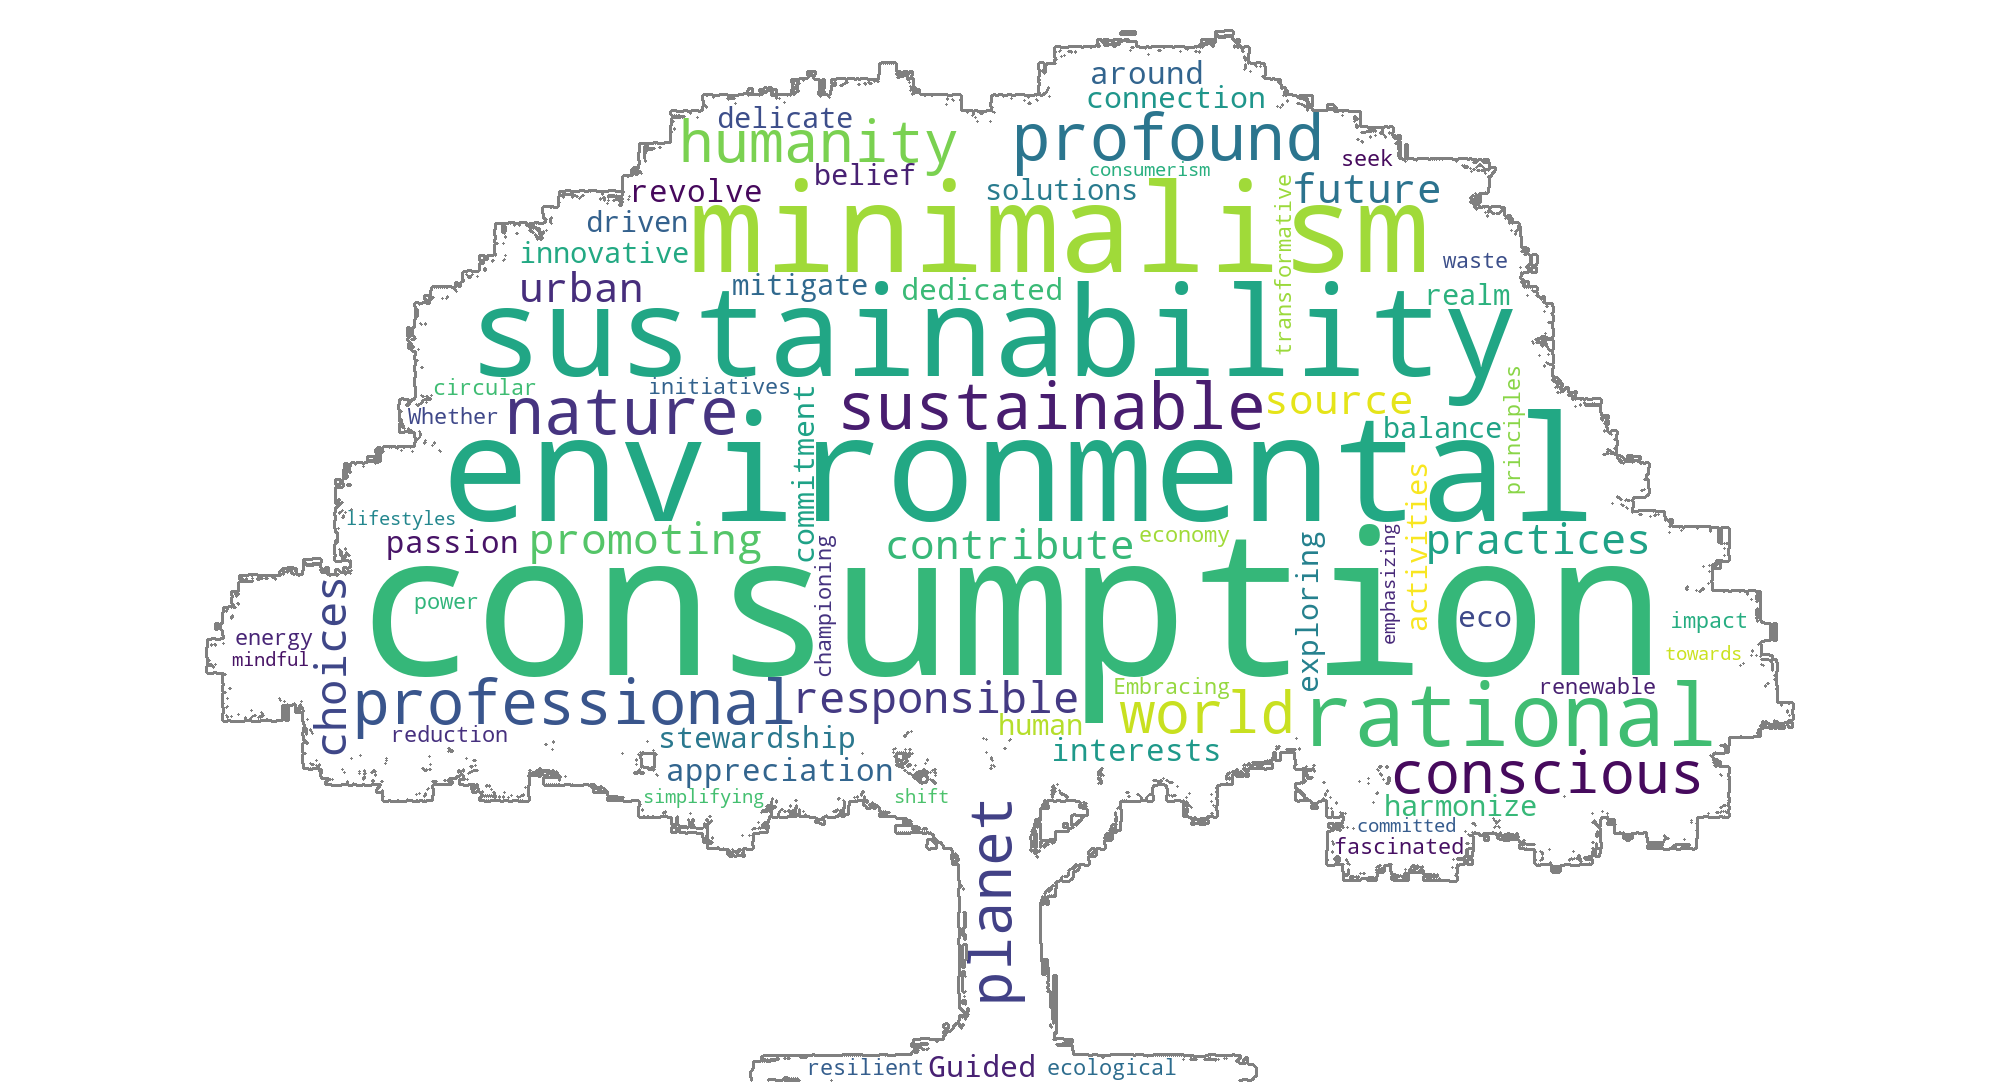 around
connection
delicate
humanity
profound
seek
belief
consumerism
revolve
solutions
future
minimalism
driven
innovative
transformative
waste
urban
mitigate
dedicated
realm
sustainability
circular
initiatives
Whether
nature
sustainable
source
commitment
balance
principles
environmental
activities
lifestyles
passion
promoting
contribute
economy
practices
championing
exploring
emphasizing
consumption
choices
power
eco
impact
energy
mindful
towards
professional
responsible
Embracing
renewable
human
world
rational
reduction
stewardship
interests
appreciation
conscious
simplifying
shift
harmonize
planet
committed
fascinated
resilient
Guided
ecological